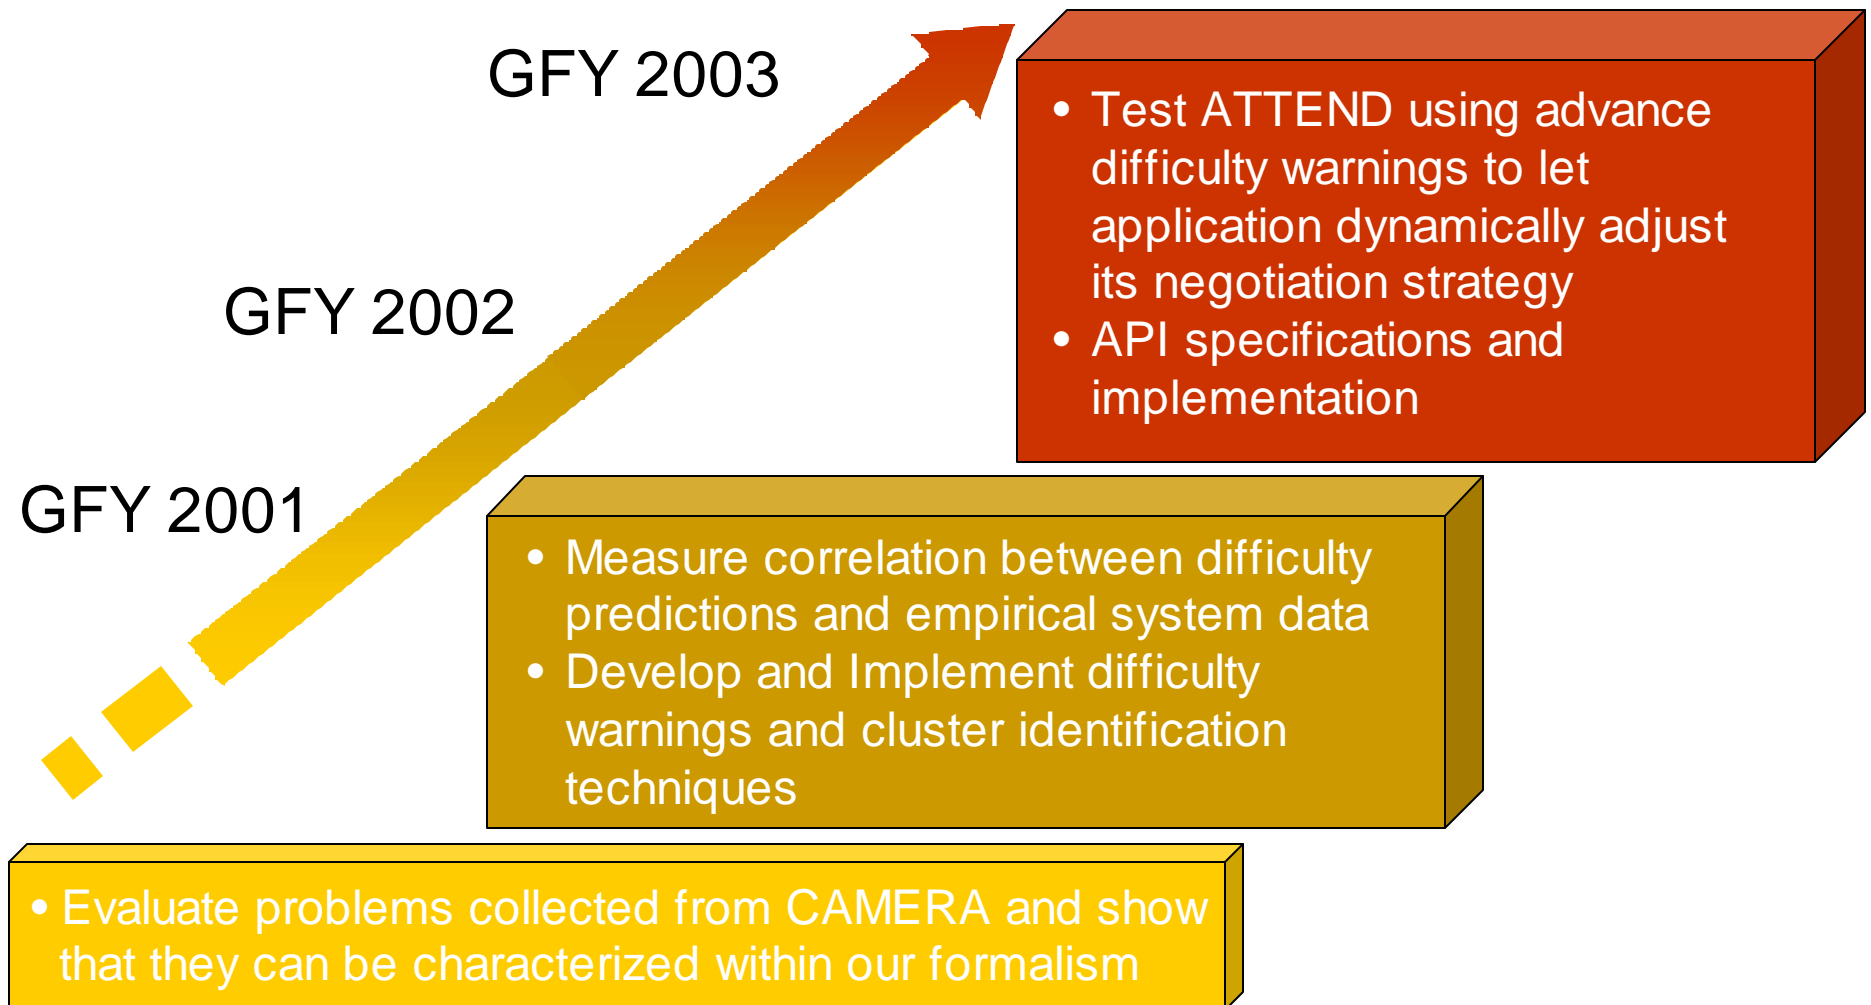 GFY 2003
• Test ATTEND using advance
difficulty warnings to let
application dynamically adjust
its negotiation strategy
• API specifications and
implementation
GFY 2002
• Measure correlation between difficulty
predictions and empirical system data
• Develop and Implement difficulty
warnings and cluster identification
techniques
GFY 2001
• Evaluate problems collected from CAMERA and show
that they can be characterized within our formalism